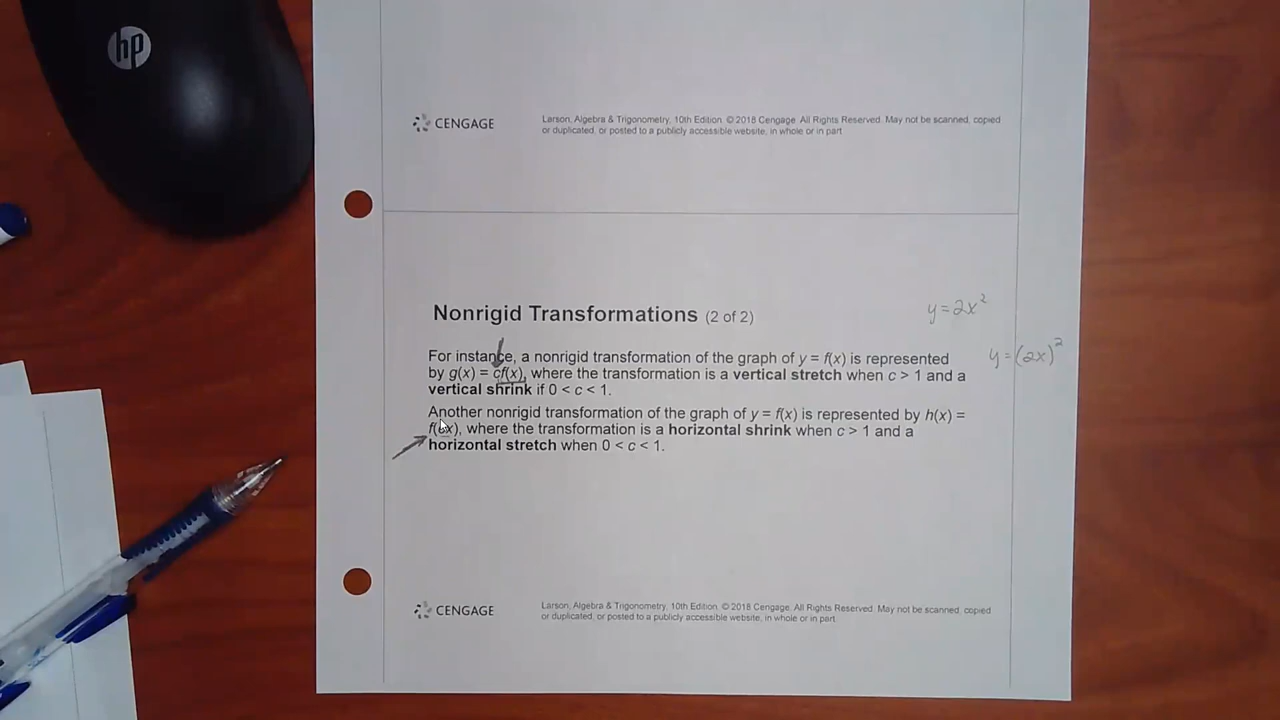 hp
CENGAGE
Larson, Algebra & Trigonometry, 10th Edition. © 2018 Cengage. All Rights Reserved. May not be scanned, copied
or duplicated, or posted to a publicly accessible website, in whole or in part.
Nonrigid Transformations (2 of 2)
y=2x²
For instance, a nonrigid transformation of the graph of y = f(x) is represented
by g(x) = cf(x), where the transformation is a vertical stretch when c > 1 and a
y=(2x)²
vertical shrink if 0 < c < 1.
Another nonrigid transformation of the graph of y = f(x) is represented by h(x) =
f(cx), where the transformation is a horizontal shrink when c > 1 and a
horizontal stretch when 0 < c < 1.
CENGAGE
Larson, Algebra & Trigonometry, 10th Edition. © 2018 Cengage. All Rights Reserved. May not be scanned, copied
or duplicated, or posted to a publicly accessible website, in whole or in part.